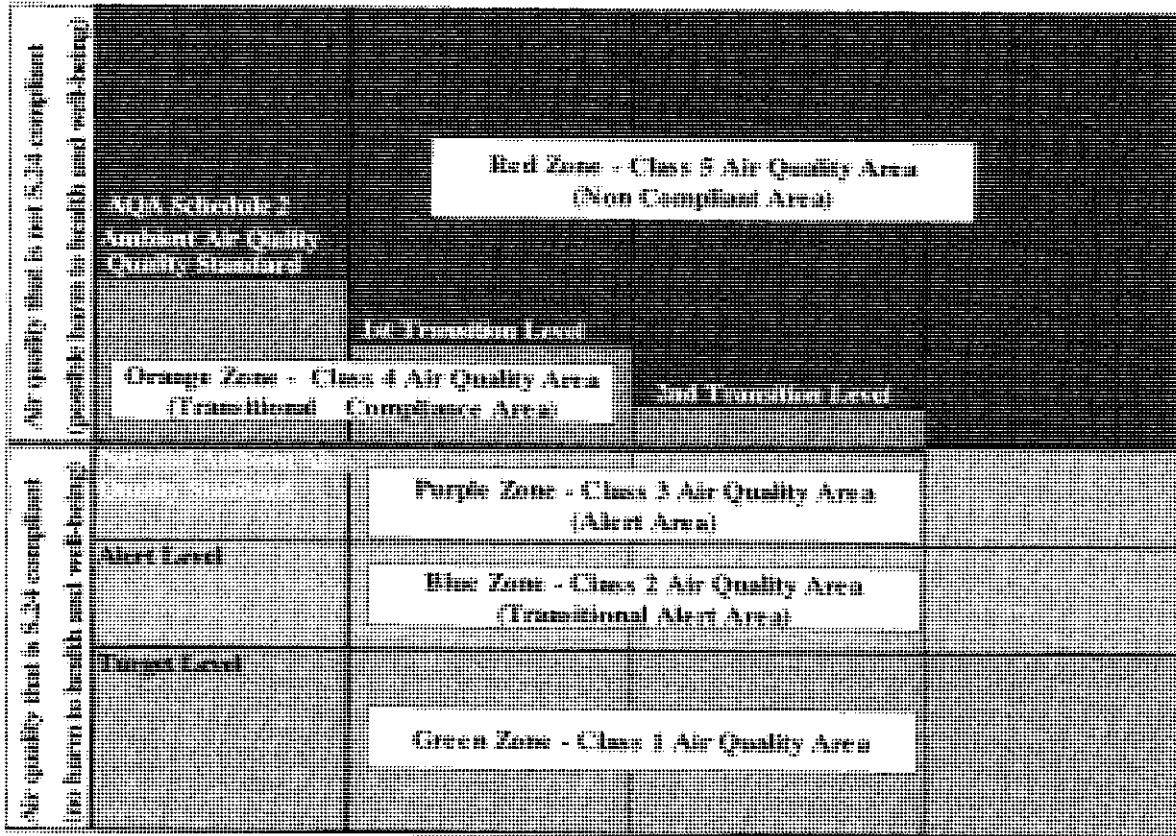 Air quality that is not S.24 compliant
(possible harm to health and well-being)
AQA Schedule 2
Ambient Air Quality
Quality Standard
Red Zone - Class 5 Air Quality Area
(Non Compliant Area)
1st Transition Level
Orange Zone - Class 4 Air Quality Area
(Transitional Compliance Area)
2nd Transition Level
Air quality that is S.24 compliant
(no harm to health and well-being)
Quality Standard
Purple Zone - Class 3 Air Quality Area
(Alert Area)
Alert Level
Blue Zone - Class 2 Air Quality Area
(Transitional Alert Area)
Target Level
Green Zone - Class 1 Air Quality Area